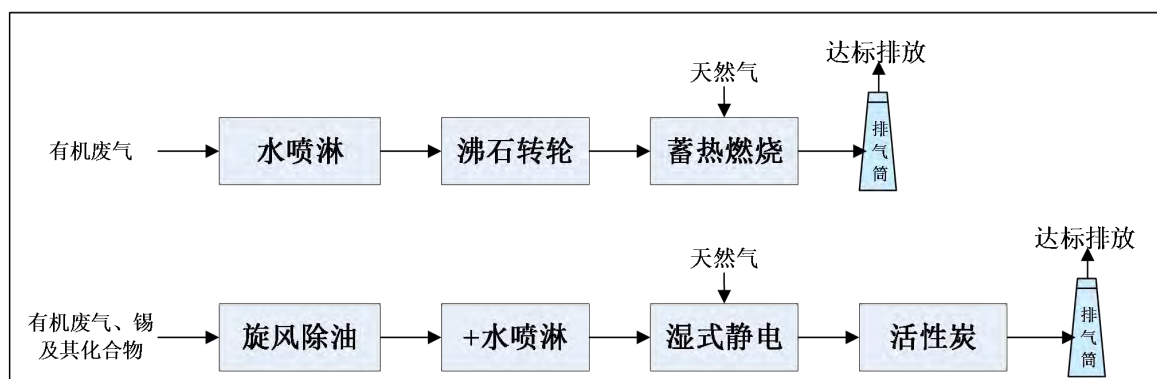 达标排放
天然气
有机废气
水喷淋
沸石转轮
蓄热燃烧
排气筒
达标排放
天然气
有机废气、锡
及其化合物
旋风除油
+水喷淋
湿式静电
活性炭
排气筒